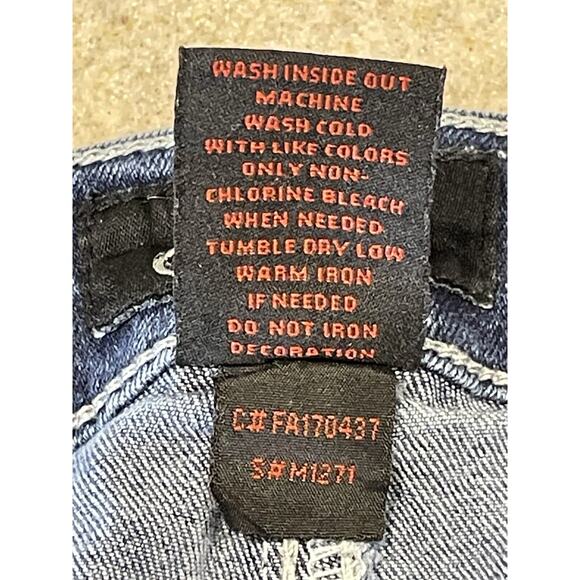 WASH INSIDE OUT
MACHINE
WASH COLD
WITH LIKE COLORS
ONLY NON-
CHLORINE BLEACH
WHEN NEEDED
TUMBLE DRY LOW
WARM IRON
IF NEEDED
DO NOT IRON
DECORATION
C# FA170437
S# M1271